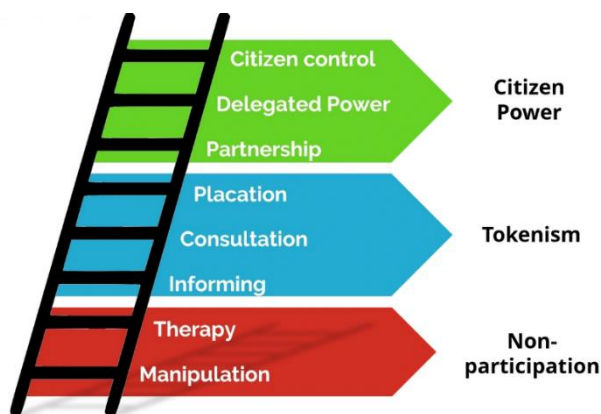 Citizen control
Delegated Power
Partnership
Citizen
Power
Placation
Consultation
Informing
Tokenism
Therapy
Manipulation
Non-
participation